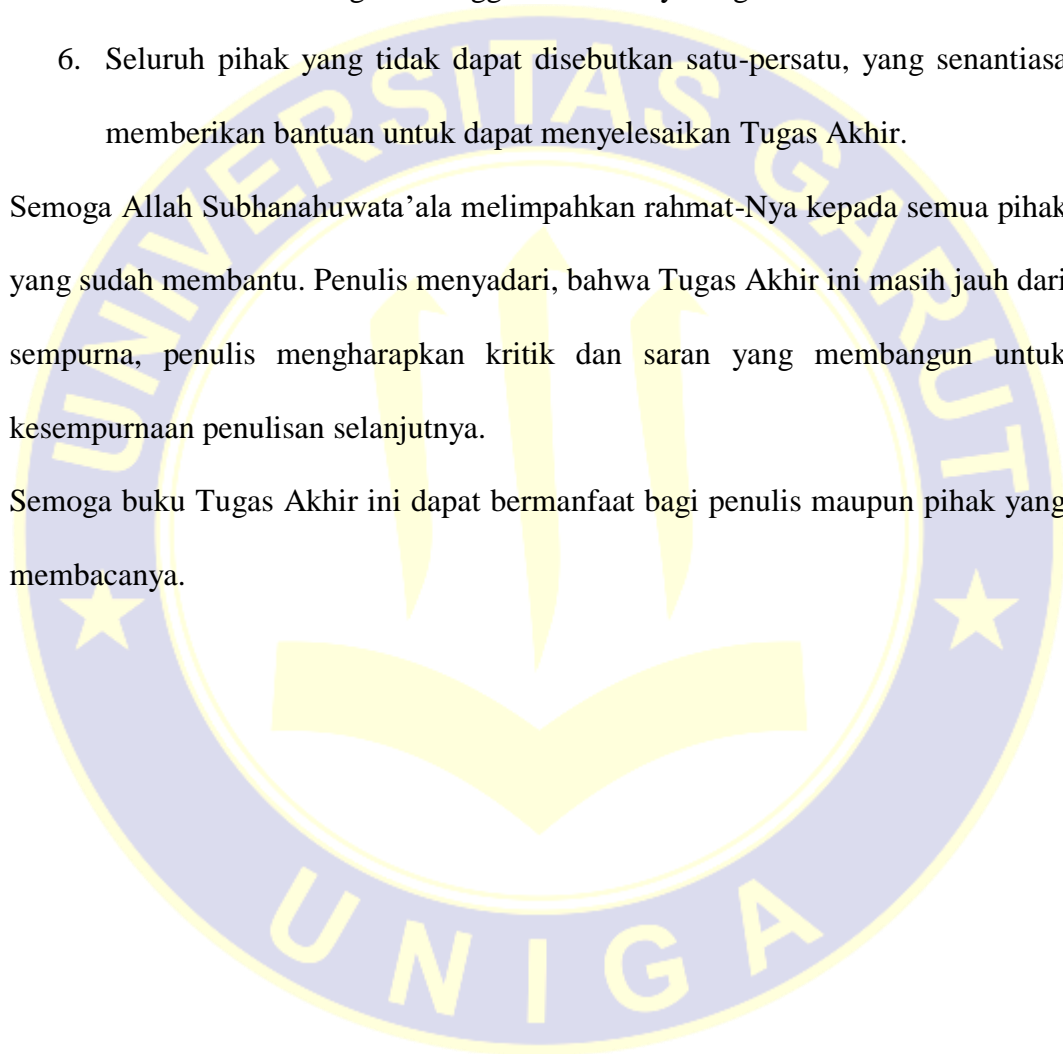 6. Seluruh pihak yang tidak dapat disebutkan satu-persatu, yang senantiasa
memberikan bantuan untuk dapat menyelesaikan Tugas Akhir.
Semoga Allah Subhanahuwata’ala melimpahkan rahmat-Nya kepada semua pihak
yang sudah membantu. Penulis menyadari, bahwa Tugas Akhir ini masih jauh dari
sempurna, penulis mengharapkan kritik dan saran yang membangun untuk
kesempurnaan penulisan selanjutnya.
Semoga buku Tugas Akhir ini dapat bermanfaat bagi penulis maupun pihak yang
membacanya.
UNIVERSITAS GARUT
UNIGA